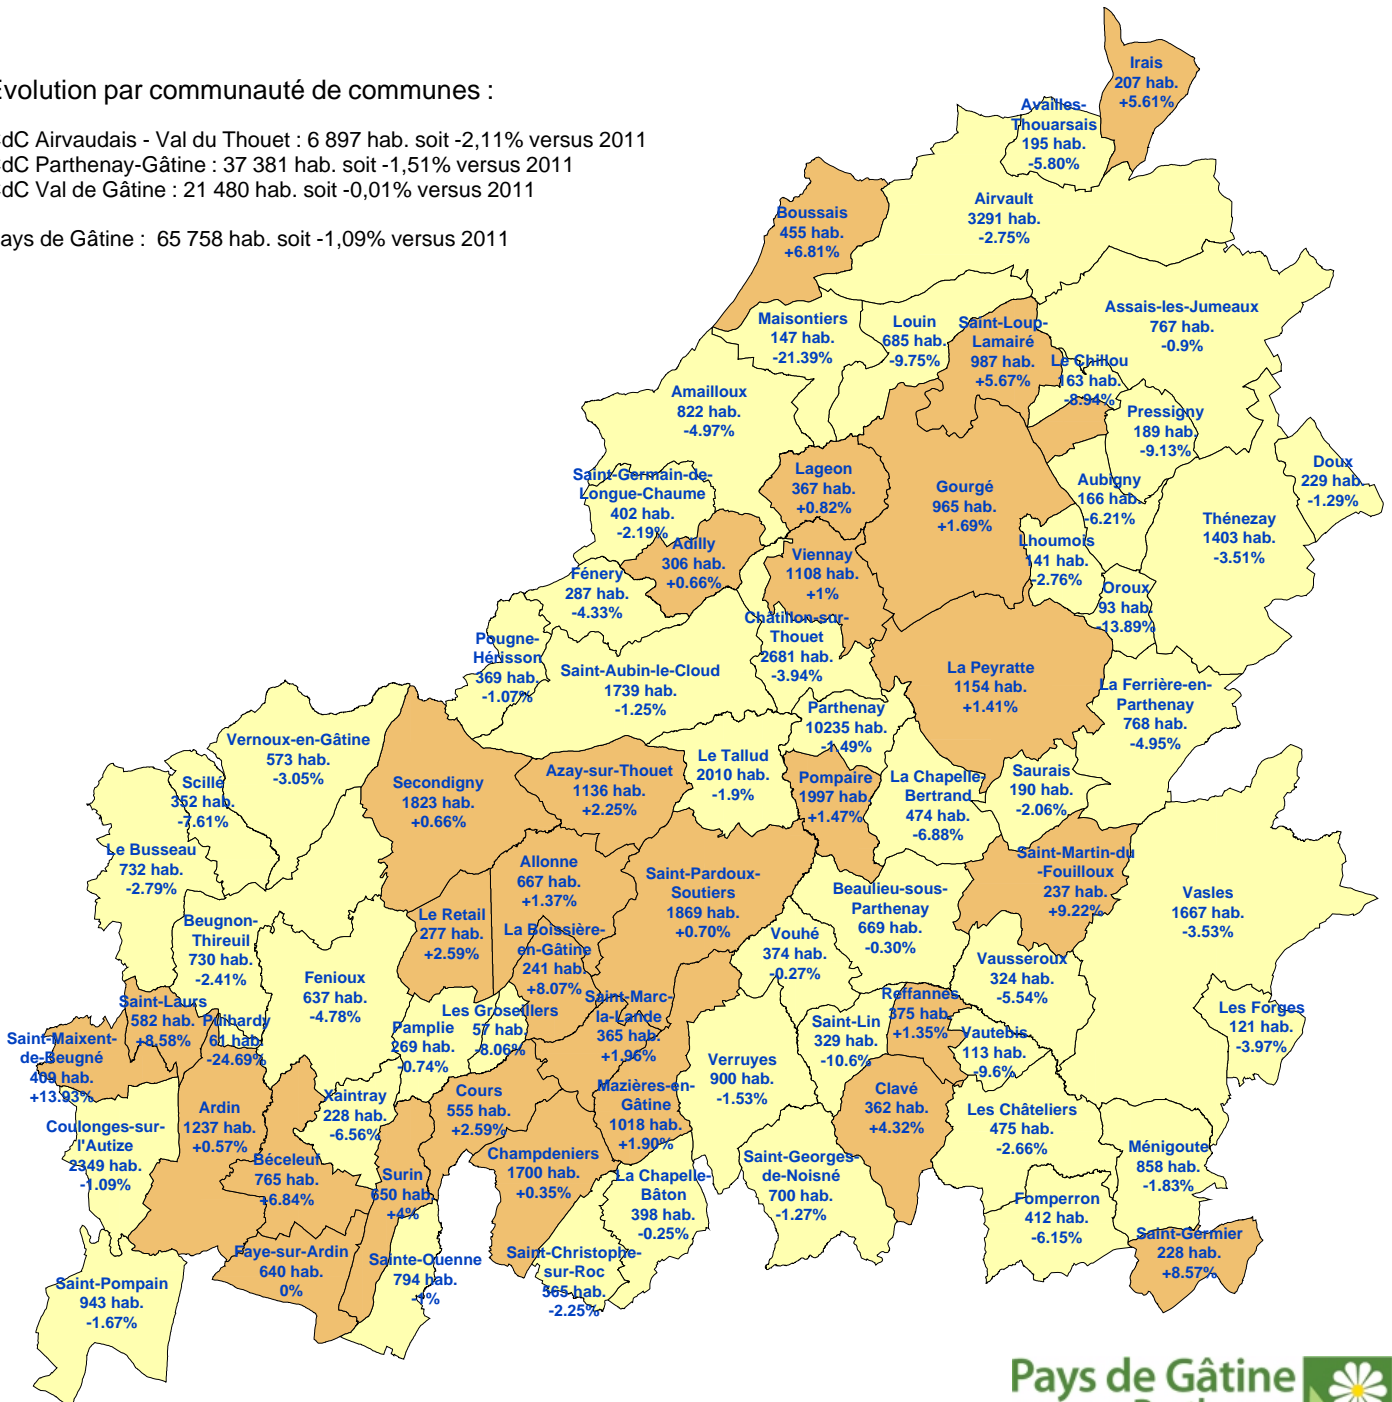 Evolution par communauté de communes :
CdC Airvaudais - Val du Thouet : 6 897 hab. soit -2,11% versus 2011
CdC Parthenay-Gâtine : 37 381 hab. soit -1,51% versus 2011
CdC Val de Gâtine : 21 480 hab. soit -0,01% versus 2011
Pays de Gâtine : 65 758 hab. soit -1,09% versus 2011
Irais
207 hab.
+5.61%
Availles-
Thouarsais
195 hab.
-5.80%
Airvault
3291 hab.
-2.75%
Boussais
455 hab.
+6.81%
Assais-les-Jumeaux
767 hab.
-0.9%
Maisontiers
147 hab.
-21.39%
Louin
685 hab.
-9.75%
Saint-Loup-
Lamairé
987 hab.
+5.67%
Le Chillou
163 hab.
-8.94%
Amailloux
822 hab.
-4.97%
Pressigny
189 hab.
-9.13%
Doux
229 hab.
-1.29%
Saint-Germain-de-
Longue-Chaume
402 hab.
-2.19%
Lageon
367 hab.
+0.82%
Gourgé
965 hab.
+1.69%
Aubigny
166 hab.
-6.21%
Thénezay
1403 hab.
-3.51%
Adilly
306 hab.
+0.66%
Viennay
1108 hab.
+1%
Lhoumois
141 hab.
-2.76%
Fénery
287 hab.
-4.33%
Oroux
93 hab.
-13.89%
Châtillon-sur-
Thouet
2681 hab.
-3.94%
Pougne-
Hérisson
369 hab.
-1.07%
Saint-Aubin-le-Cloud
1739 hab.
-1.25%
La Peyratte
1154 hab.
+1.41%
La Ferrière-en-
Parthenay
768 hab.
-4.95%
Parthenay
10235 hab.
-1.49%
Vernoux-en-Gâtine
573 hab.
-3.05%
Scillé
352 hab.
-7.61%
Secondigny
1823 hab.
+0.66%
Azay-sur-Thouet
1136 hab.
+2.25%
Le Tallud
2010 hab.
-1.9%
Pompaire
1997 hab.
+1.47%
La Chapelle-
Bertrand
474 hab.
-6.88%
Saurais
190 hab.
-2.06%
Le Busseau
732 hab.
-2.79%
Allonne
667 hab.
+1.37%
Saint-Pardoux-
Soutiers
1869 hab.
+0.70%
Beaulieu-sous-
Parthenay
669 hab.
-0.30%
Saint-Martin-du
-Fouilloux
237 hab.
+9.22%
Vasles
1667 hab.
-3.53%
Beugnon-
Thireuil
730 hab.
-2.41%
Le Retail
277 hab.
+2.59%
La Boissière-
en-Gâtine
241 hab.
+8.07%
Vouhé
374 hab.
-0.27%
Vausseroux
324 hab.
-5.54%
Fenioux
637 hab.
-4.78%
Saint-Laurs
582 hab.
+8.58%
Puihardy
61 hab.
-24.69%
Saint-Maixent-
de-Beugné
409 hab.
+13.93%
Pamplie
269 hab.
-0.74%
Les Groseillers
57 hab.
-8.06%
Saint-Marc-
la-Lande
365 hab.
+1.96%
Reffannes
375 hab.
+1.35%
Saint-Lin
329 hab.
-10.6%
Vautebis
113 hab.
-9.6%
Les Forges
121 hab.
-3.97%
Verruyes
900 hab.
-1.53%
Ardin
1237 hab.
+0.57%
Xaintray
228 hab.
-6.56%
Cours
555 hab.
+2.59%
Mazières-en-
Gâtine
1018 hab.
+1.90%
Clavé
362 hab.
+4.32%
Les Châteliers
475 hab.
-2.66%
Coulonges-sur-
l'Autize
2349 hab.
-1.09%
Béceleuf
765 hab.
+6.84%
Surin
650 hab.
+4%
Champdeniers
1700 hab.
+0.35%
La Chapelle-
Bâton
398 hab.
-0.25%
Saint-Georges-
de-Noisné
700 hab.
-1.27%
Ménigoute
858 hab.
-1.83%
Fomperron
412 hab.
-6.15%
Saint-Germier
228 hab.
+8.57%
Faye-sur-Ardin
640 hab.
0%
Sainte-Ouenne
794 hab.
-1%
Saint-Christophe-
sur-Roc
565 hab.
-2.25%
Saint-Pompain
943 hab.
-1.67%
Pays de Gâtine